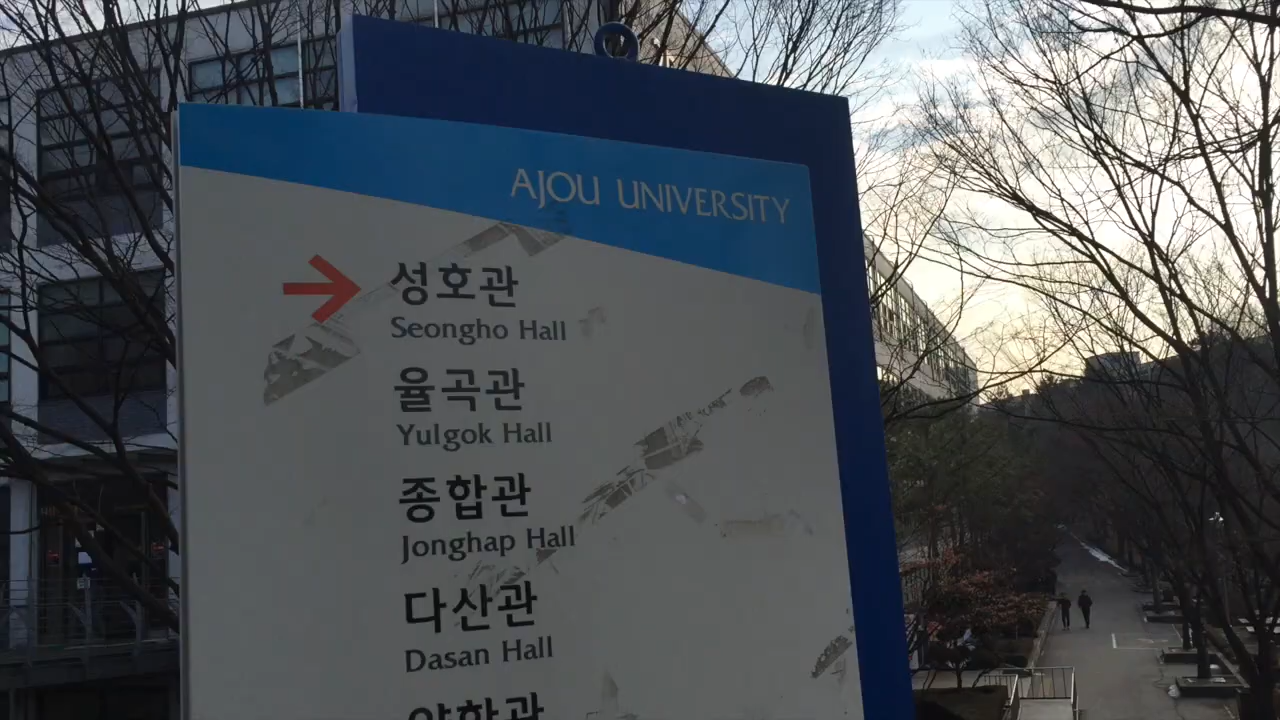 AJOU UNIVERSITY
성호관
Seongho Hall
율곡관
Yulgok Hall
종합관
Jonghap Hall
다산관
Dasan Hall